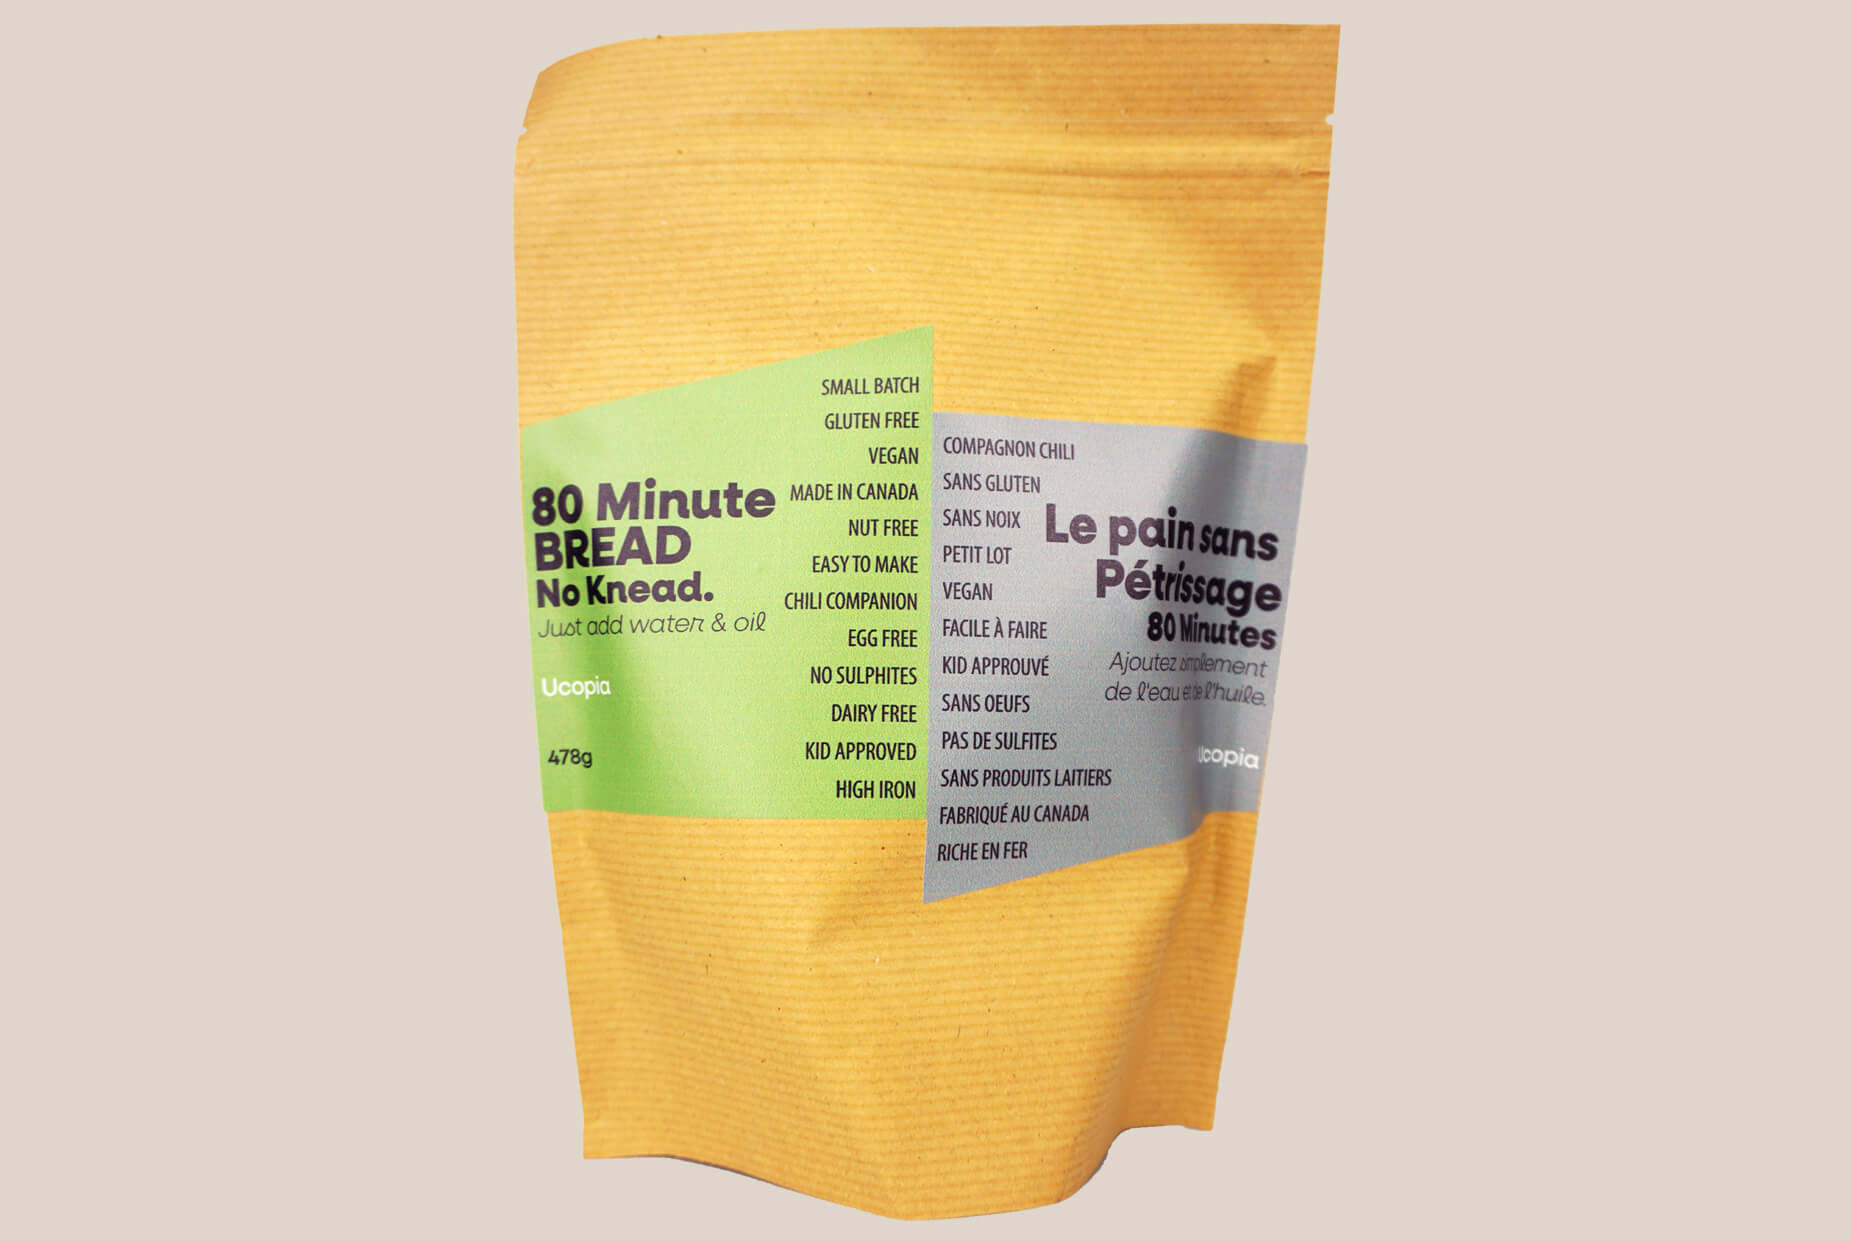 80 Minute
BREAD
No Knead.
Just add water & oil
Ucopia
478g
SMALL BATCH
GLUTEN FREE
VEGAN
MADE IN CANADA
NUT FREE
EASY TO MAKE
CHILI COMPANION
EGG FREE
NO SULPHITES
DAIRY FREE
KID APPROVED
HIGH IRON
COMPAGNON CHILI
SANS GLUTEN
SANS NOIX
PETIT LOT
VEGAN
FACILE À FAIRE
KID APPROUVÉ
SANS OEUFS
PAS DE SULFITES
SANS PRODUITS LAITIERS
FABRIQUÉ AU CANADA
RICHE EN FER
Le pain sans
Pétrissage
80 Minutes
Ajoutez simplement
de l'eau et de l'huile.
Ucopia